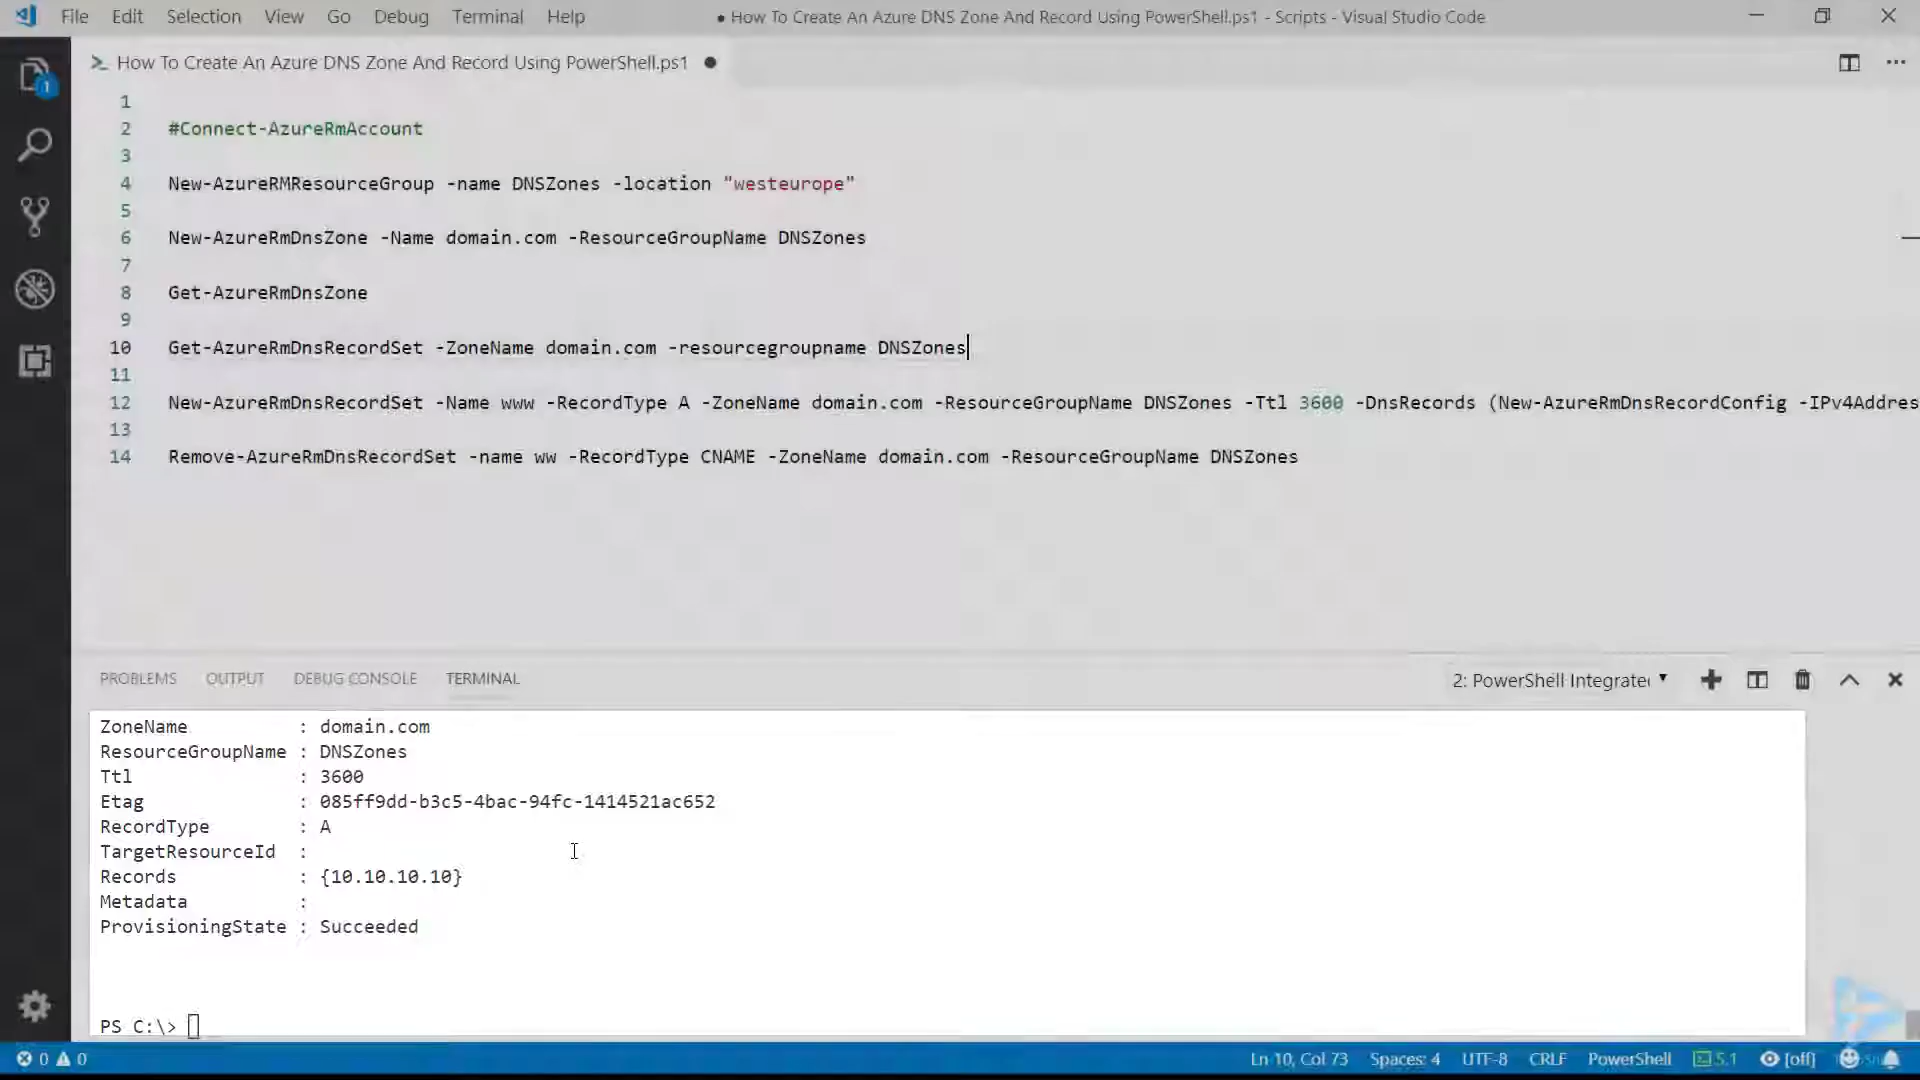 File Edit Selection View Go Debug Terminal Help ● How To Create An Azure DNS Zone And Record Using PowerShell.ps1 - Scripts - Visual Studio Code
How To Create An Azure DNS Zone And Record Using PowerShell.ps1 ●
1
1
2 #Connect-AzureRmAccount
3
4 New-AzureRMResourceGroup -name DNSZones -location "westeurope"
5
6 New-AzureRmDnsZone -Name domain.com -ResourceGroupName DNSZones
7
8 Get-AzureRmDnsZone
9
10 Get-AzureRmDnsRecordSet -ZoneName domain.com -resourcegroupname DNSZones
11
12 New-AzureRmDnsRecordSet -Name www -RecordType A -ZoneName domain.com -ResourceGroupName DNSZones -Ttl 3600 -DnsRecords (New-AzureRmDnsRecordConfig -IPv4Addres
13
14 Remove-AzureRmDnsRecordSet -name ww -RecordType CNAME -ZoneName domain.com -ResourceGroupName DNSZones
PROBLEMS OUTPUT DEBUG CONSOLE TERMINAL 2: PowerShell Integrate
ZoneName : domain.com
ResourceGroupName : DNSZones
Ttl : 3600
Etag : 085ff9dd-b3c5-4bac-94fc-1414521ac652
RecordType : A
TargetResourceId :
Records : {10.10.10.10}
Metadata :
ProvisioningState : Succeeded
PS C:\>
0 0 Ln 10, Col 73 Spaces: 4 UTF-8 CRLF PowerShell 5.1 [off]